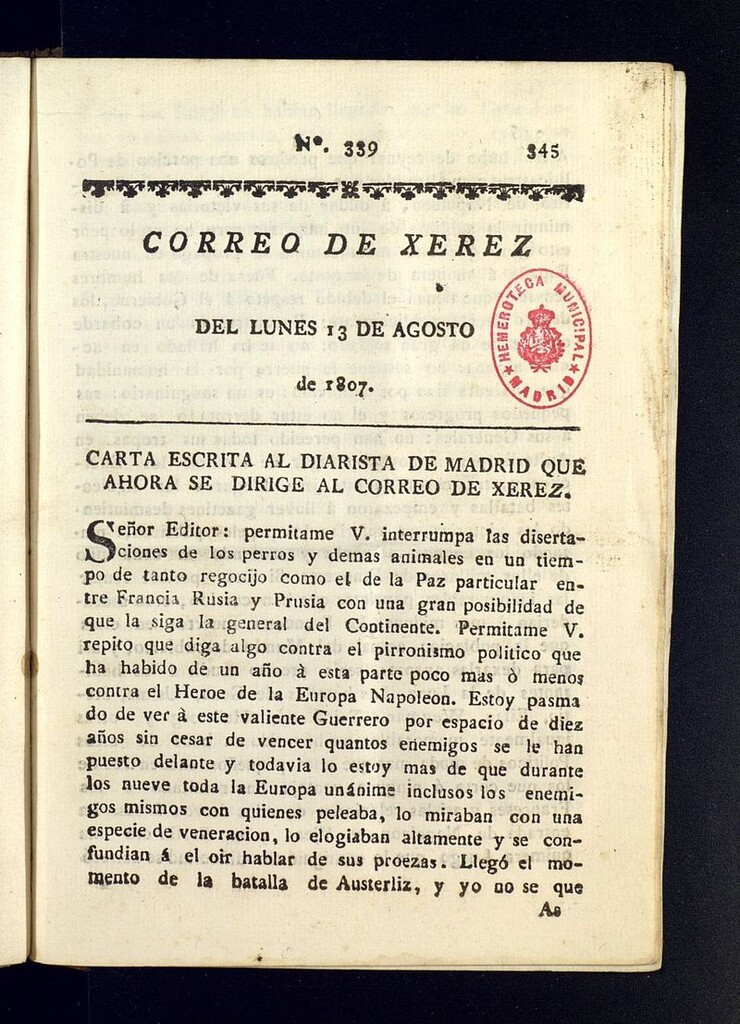 Nº. 339 345
CORREO DE XEREZ
DEL LUNES 13 DE AGOSTO
de 1807.
HEMEROTECA MUNICIPAL
MADRID
CARTA ESCRITA AL DIARISTA DE MADRID QUE
AHORA SE DIRIGE AL CORREO DE XEREZ.
Señor Editor: permitame V. interrumpa las diserta-
ciones de los perros y demas animales en un tiem-
po de tanto regocijo como el de la Paz particular en-
tre Francia Rusia y Prusia con una gran posibilidad de
que la siga la general del Continente. Permitame V.
repito que diga algo contra el pirronismo politico que
ha habido de un año à esta parte poco mas ò menos
contra el Heroe de la Europa Napoleon. Estoy pasma
do de ver à este valiente Guerrero por espacio de diez
años sin cesar de vencer quantos enemigos se le han
puesto delante y todavia lo estoy mas de que durante
los nueve toda la Europa unánime inclusos los enemi-
gos mismos con quienes peleaba, lo miraban con una
especie de veneracion, lo elogiaban altamente y se con-
fundian á el oir hablar de sus proezas. Llegó el mo-
mento de la batalla de Austerliz, y yo no se que
As